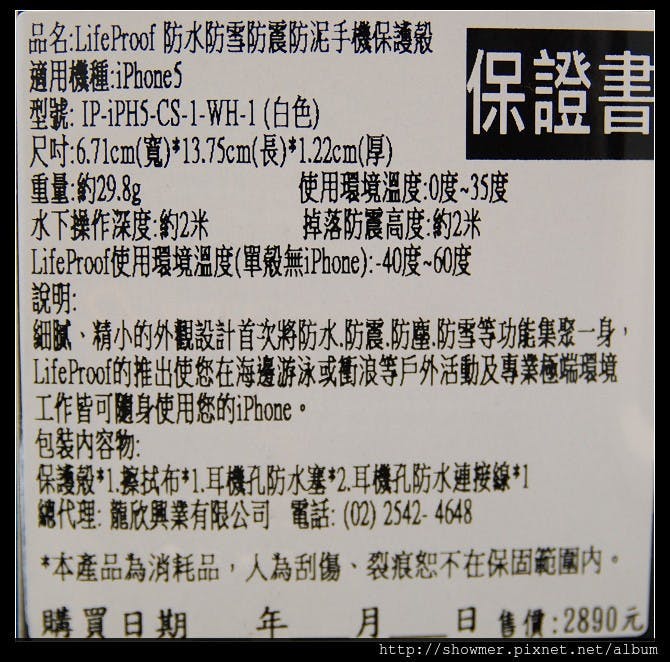 品名:LifeProof 防水防雪防震防泥手機保護殼
保證書
適用機種:iPhone5
型號: IP-iPH5-CS-1-WH-1 (白色)
尺吋:6.71cm(寬)*13.75cm(長)*1.22cm(厚)
重量:約29.8g 使用環境溫度:0度~35度
水下操作深度:約2米 掉落防震高度:約2米
LifeProof使用環境溫度(單殼無iPhone):-40度~60度
說明:
細膩、精小的外觀設計首次將防水.防震.防塵.防雪等功能集聚一身，
LifeProof的推出使您在海邊游泳或衝浪等戶外活動及專業極端環境
工作皆可隨身使用您的iPhone。
包裝內容物:
保護殼*1.擦拭布*1.耳機孔防水塞*2.耳機孔防水連接線*1
總代理: 龍欣興業有限公司 電話: (02) 2542- 4648
*本產品為消耗品，人為刮傷、裂痕恕不在保固範圍內。
購買日期 年 月 日 售價:2890元
http://showmer.pixnet.net/album